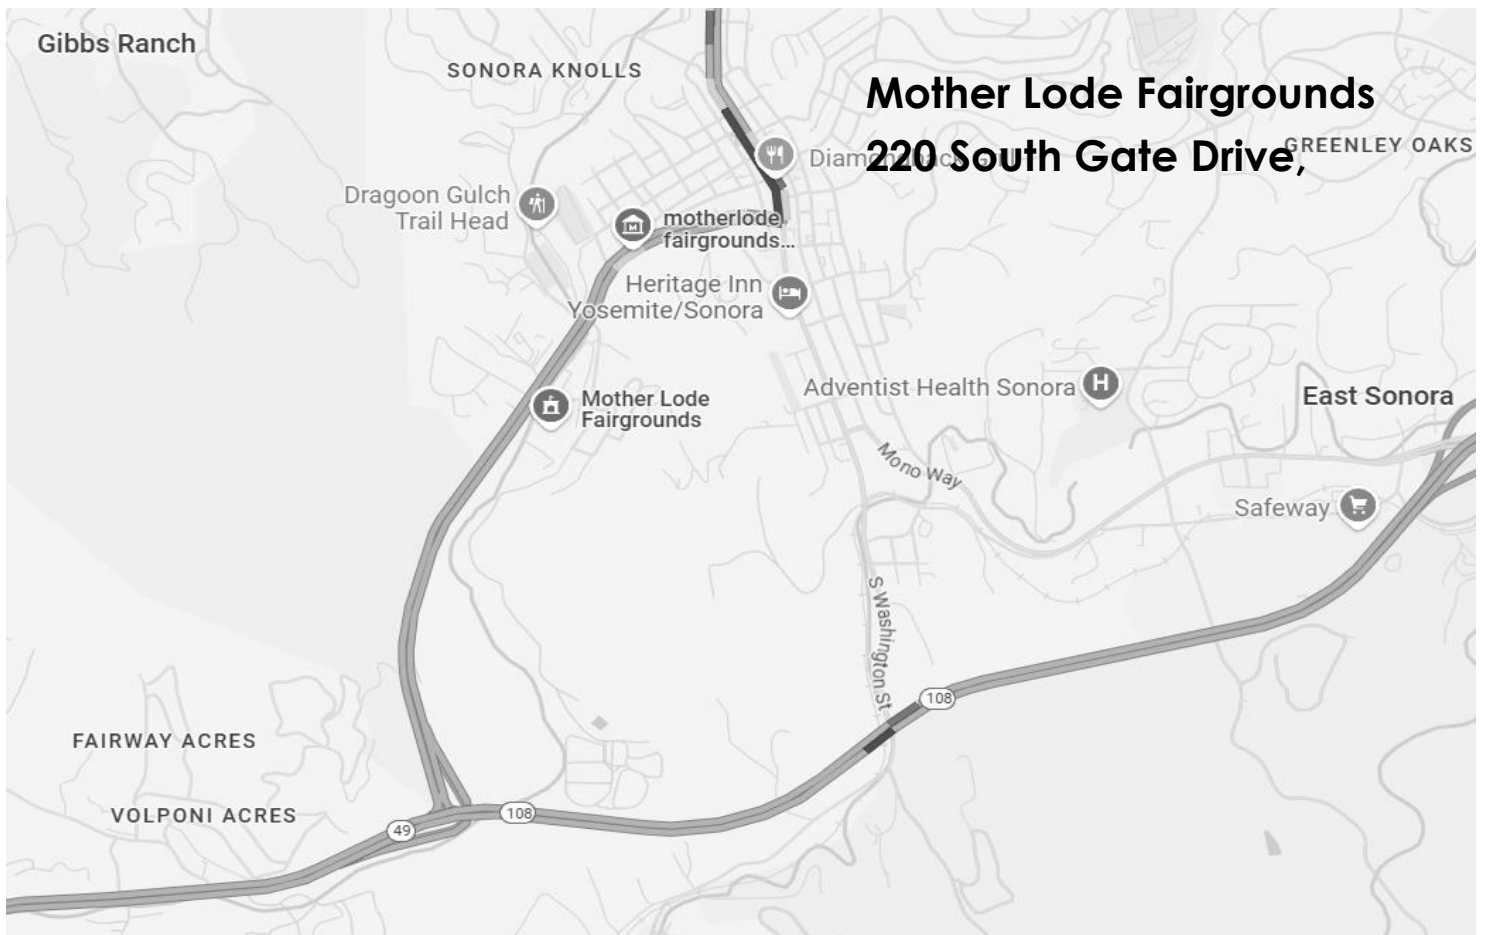 Gibbs Ranch
SONORA KNOLLS
Mother Lode Fairgrounds
220 South Gate Drive,
GREENLEY OAKS
Dragoon Gulch
Trail Head
motherlode
fairgrounds...
Heritage Inn
Yosemite/Sonora
Mother Lode
Fairgrounds
Adventist Health Sonora
H
East Sonora
Mono Way
Safeway
S Washington St
108
FAIRWAY ACRES
VOLPONI ACRES
49
108